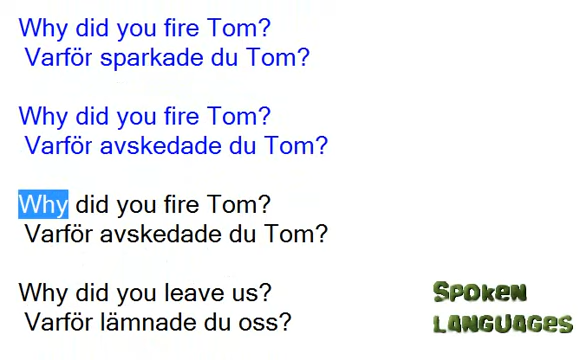 Why did you fire Tom?
Varför sparkade du Tom?
Why did you fire Tom?
Varför avskedade du Tom?
Why did you fire Tom?
Varför avskedade du Tom?
Why did you leave us?
Varför lämnade du oss?
Spoken
Languages